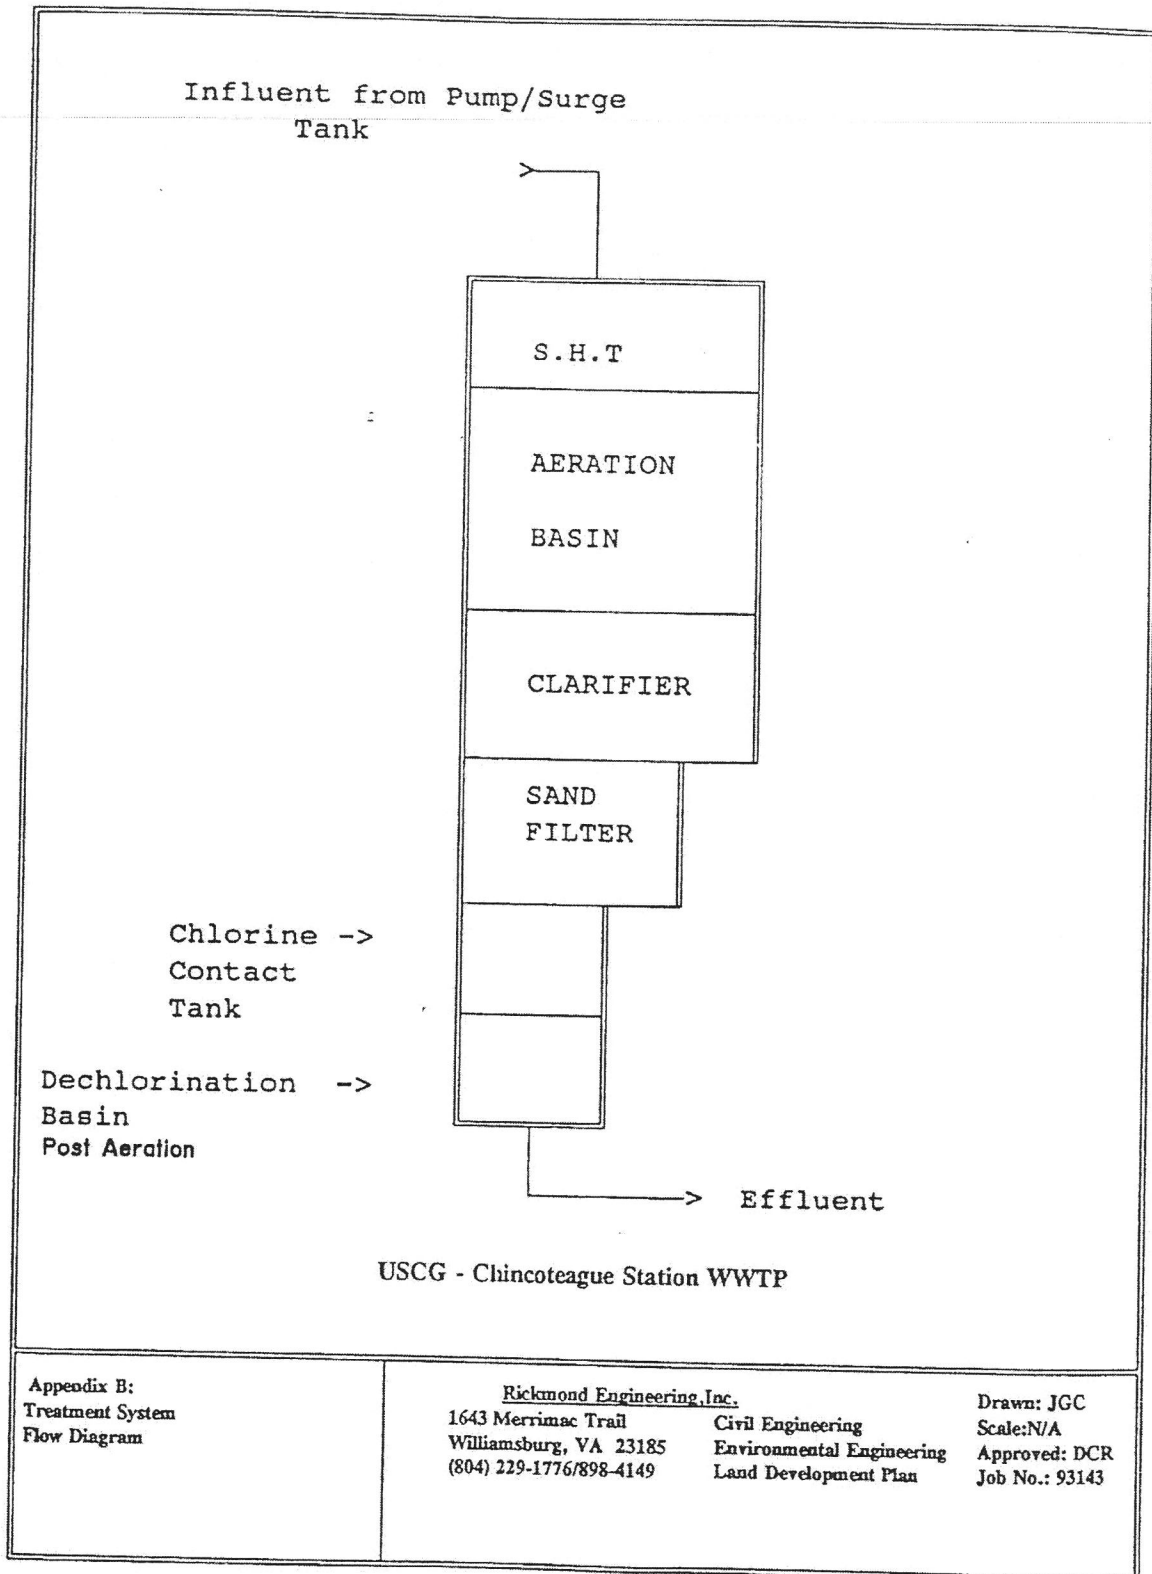 Influent from Pump/Surge
Tank
S.H.T
AERATION
BASIN
CLARIFIER
SAND
FILTER
Chlorine ->
Contact
Tank
Dechlorination ->
Basin
Post Aeration
Effluent
USCG - Chincoteague Station WWTP
Appendix B:
Treatment System
Flow Diagram
Rickmond Engineering,Inc.
1643 Merrimac Trail
Williamsburg, VA 23185
(804) 229-1776/898-4149
Civil Engineering
Environmental Engineering
Land Development Plan
Drawn: JGC
Scale:N/A
Approved: DCR
Job No.: 93143